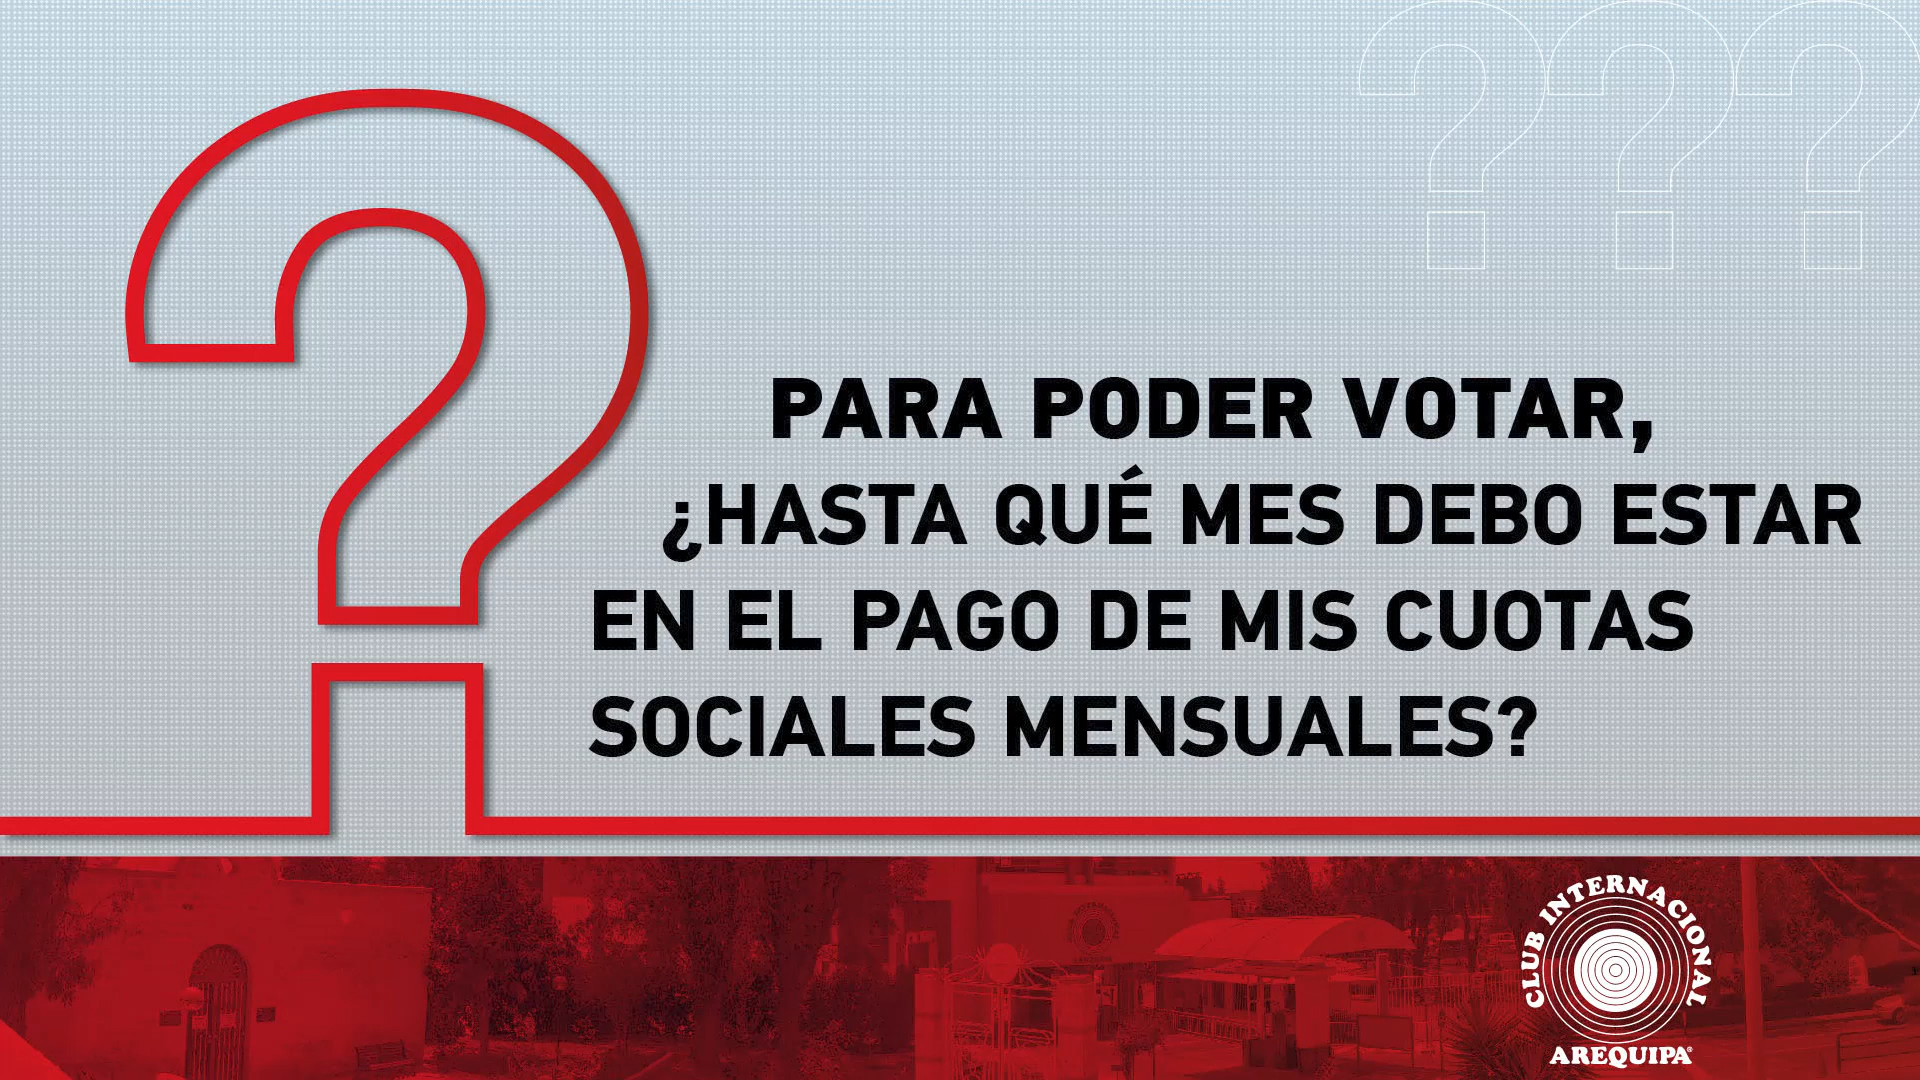 PARA PODER VOTAR,
¿HASTA QUÉ MES DEBO ESTAR
EN EL PAGO DE MIS CUOTAS
SOCIALES MENSUALES?
CLUB INTERNACIONAL
AREQUIPA